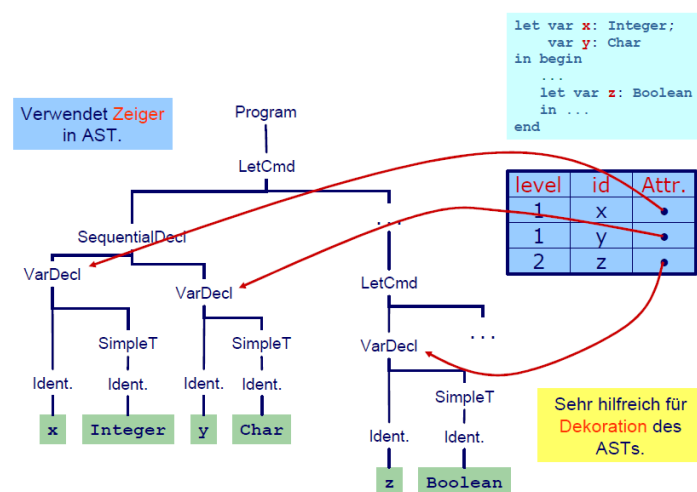 let var x: Integer;
var y: Char
in begin
...
let var z: Boolean
in ...
end
Verwendet Zeiger
in AST.
Program
LetCmd
level id Attr.
1 x
1 y
2 z
SequentialDecl
...
VarDecl
VarDecl
LetCmd
SimpleT
SimpleT
VarDecl
...
Ident.
Ident.
Ident.
Ident.
SimpleT
x
Integer
y
Char
Ident.
Ident.
z
Boolean
Sehr hilfreich für
Dekoration des
ASTs.